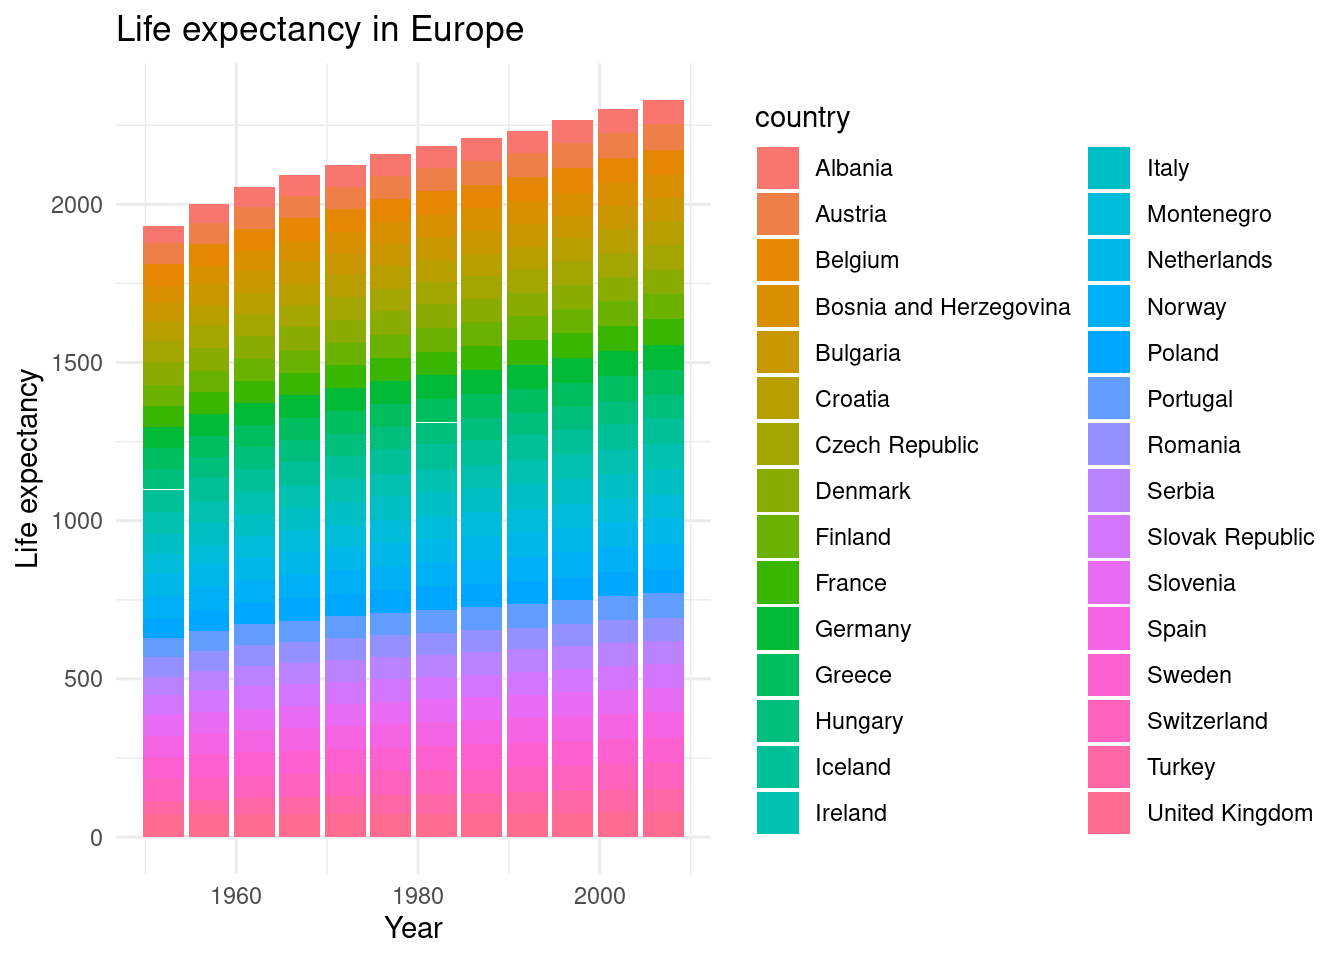 Life expectancy in Europe
Life expectancy
2000
1500
1000
500
0
1960 1980 2000
Year
country
Albania
Austria
Belgium
Bosnia and Herzegovina
Bulgaria
Croatia
Czech Republic
Denmark
Finland
France
Germany
Greece
Hungary
Iceland
Ireland
Italy
Montenegro
Netherlands
Norway
Poland
Portugal
Romania
Serbia
Slovak Republic
Slovenia
Spain
Sweden
Switzerland
Turkey
United Kingdom